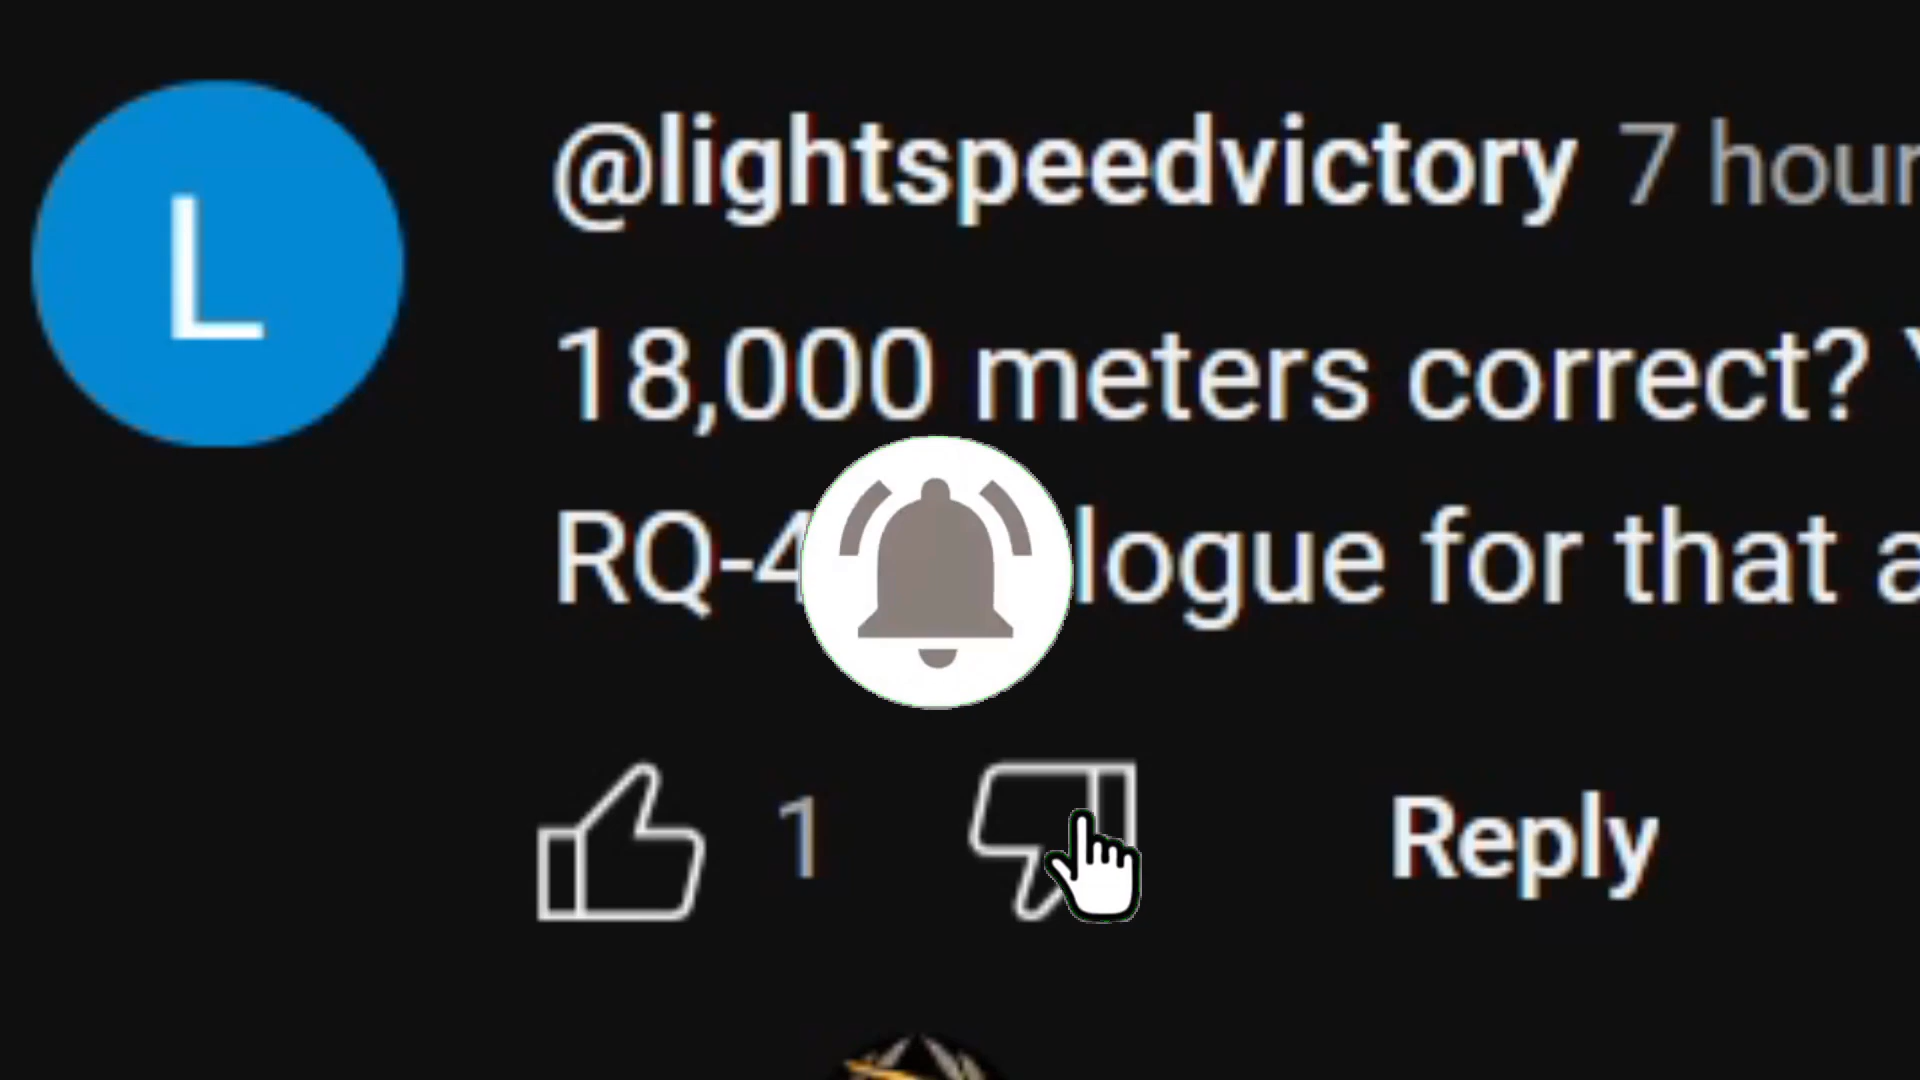 L
@lightspeedvictory 7 hour
18,000 meters correct?
RQ-4 logue for that a
1
Reply